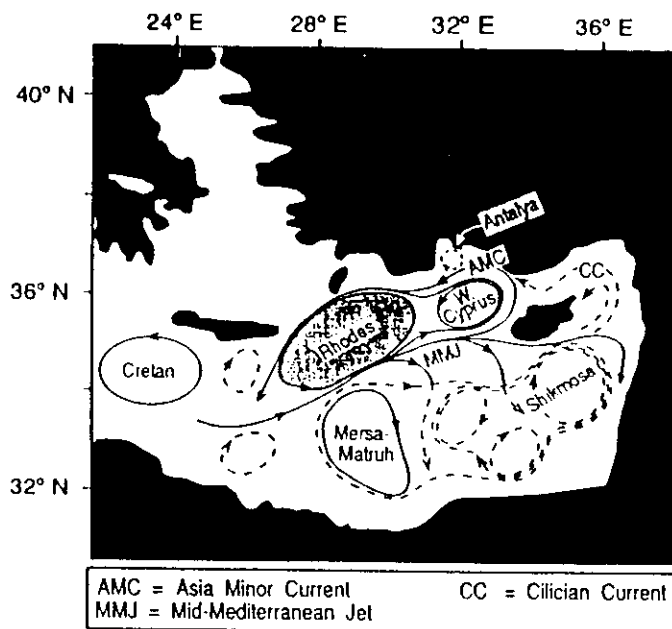 24° E 28° E 32° E 36° E
40° N
36° N
32° N
Antalya
AMC
CC
W. Cyprus
Rhodes
MMJ
Cretan
Shikmosa
Mersa-
Matruh
AMC = Asia Minor Current CC = Cilician Current
MMJ = Mid-Mediterranean Jet